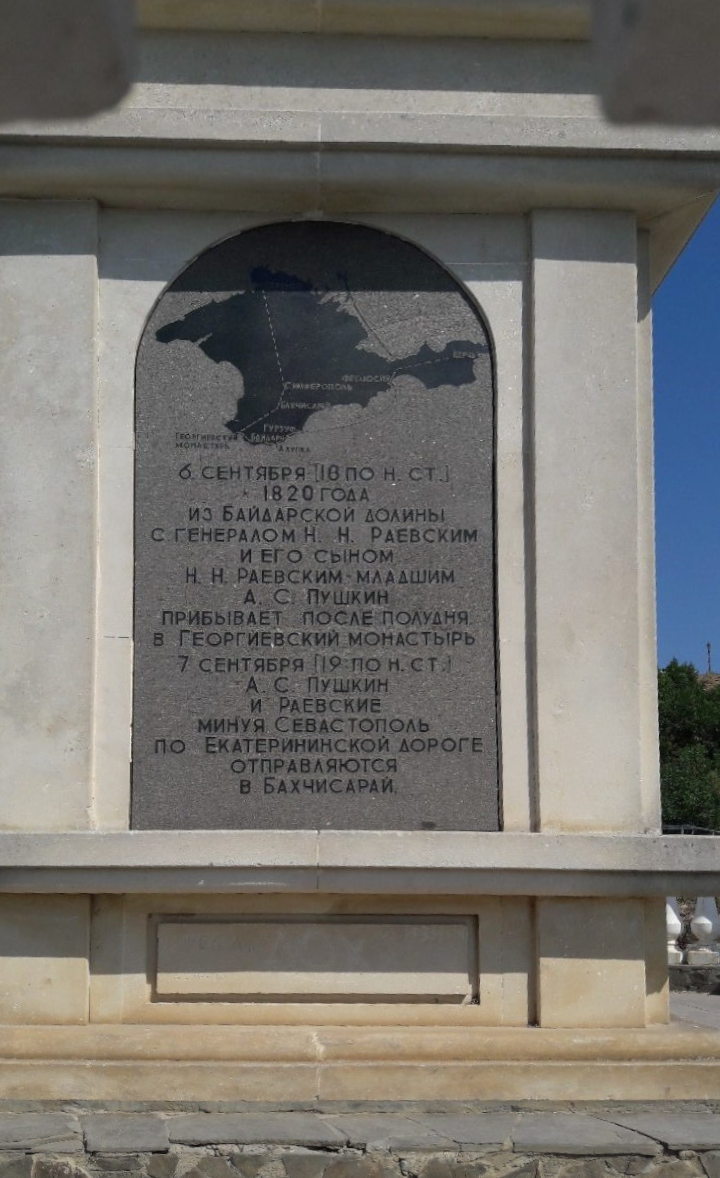 Керчь
Феодосия
Симферополь
Бахчисарай
Гурзуф
Георгиевский
монастырь
Байдары
Алупка
6 сентября [18 по н. ст.]
1820 года
из Байдарской долины
с генералом Н. Н. Раевским
и его сыном
Н. Н. Раевским-младшим
А. С. Пушкин
прибывает после полудня
в Георгиевский монастырь
7 сентября [19 по н. ст.]
А. С. Пушкин
и Раевские
минуя Севастополь
по Екатерининской дороге
отправляются
в Бахчисарай.